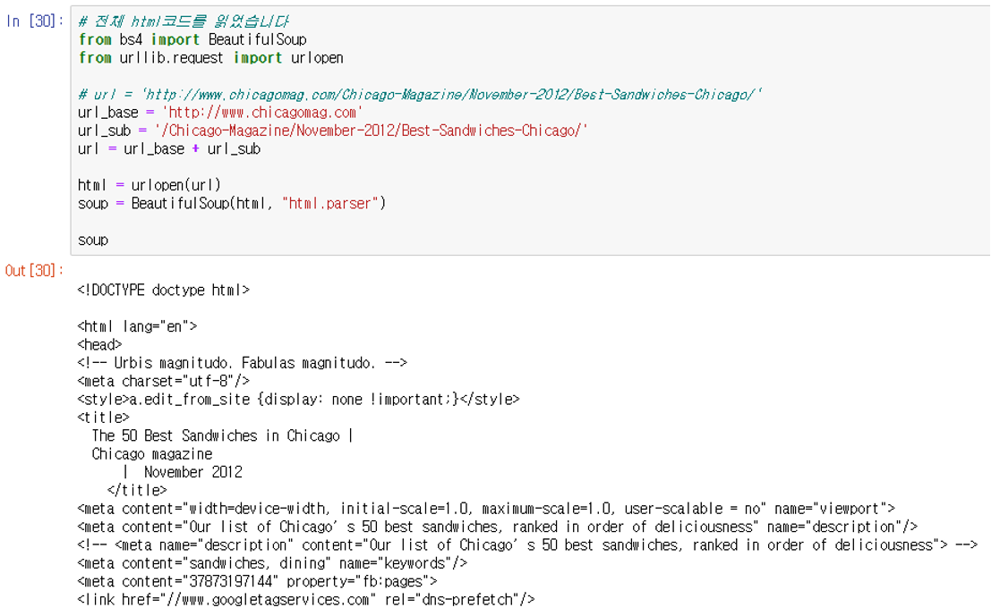 In [30]: # 전체 html코드를 읽었습니다
from bs4 import BeautifulSoup
from urllib.request import urlopen
# url = 'http://www.chicagomag.com/Chicago-Magazine/November-2012/Best-Sandwiches-Chicago/'
url_base = 'http://www.chicagomag.com'
url_sub = '/Chicago-Magazine/November-2012/Best-Sandwiches-Chicago/'
url = url_base + url_sub
html = urlopen(url)
soup = BeautifulSoup(html, "html.parser")
soup
Out[30]:
<!DOCTYPE doctype html>
<html lang="en">
<head>
<!-- Urbis magnitudo. Fabulas magnitudo. -->
<meta charset="utf-8"/>
<style>a.edit_from_site {display: none !important;}</style>
<title>
The 50 Best Sandwiches in Chicago |
Chicago magazine
| November 2012
</title>
<meta content="width=device-width, initial-scale=1.0, maximum-scale=1.0, user-scalable = no" name="viewport">
<meta content="Our list of Chicago’s 50 best sandwiches, ranked in order of deliciousness" name="description"/>
<!-- <meta name="description" content="Our list of Chicago’s 50 best sandwiches, ranked in order of deliciousness"> -->
<meta content="sandwiches, dining" name="keywords"/>
<meta content="37873197144" property="fb:pages">
<link href="//www.googletagservices.com" rel="dns-prefetch"/>